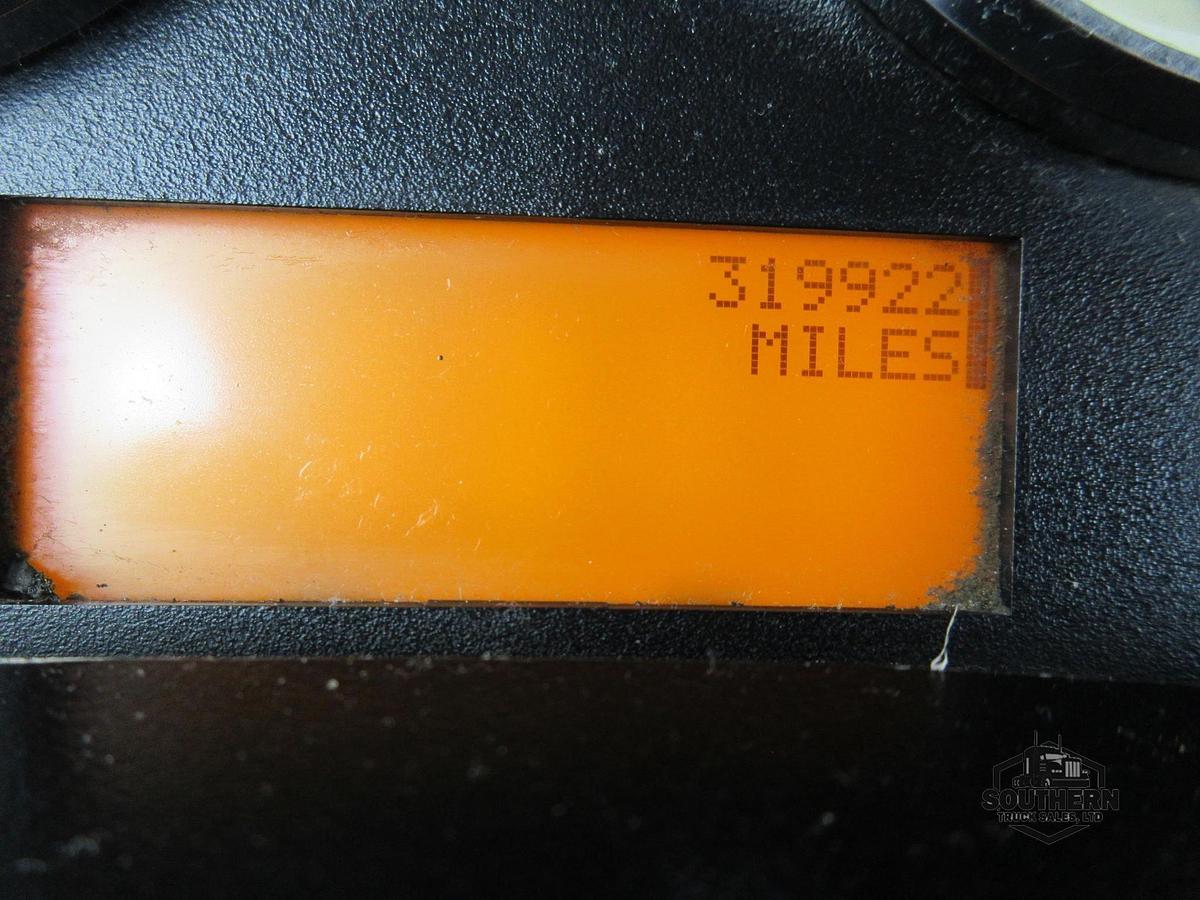 319922
MILES
SOUTHERN
TRUCK SALES, LTD